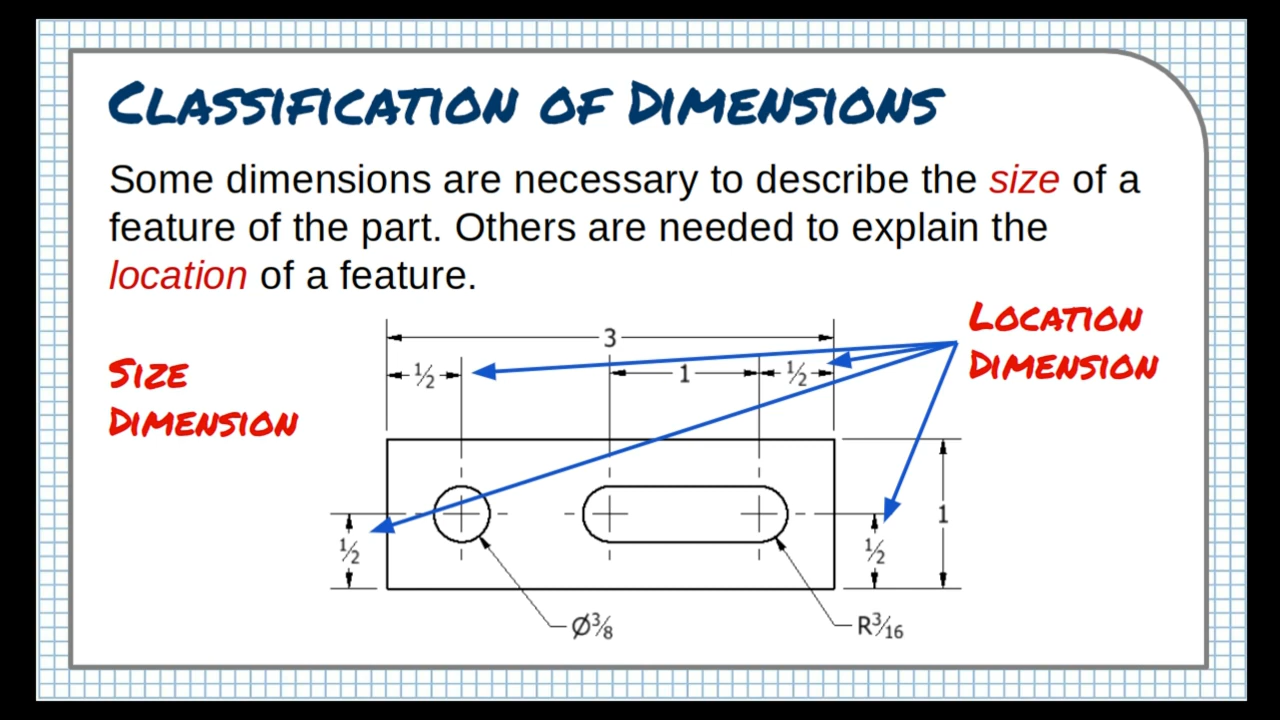 Classification of Dimensions
Some dimensions are necessary to describe the size of a
feature of the part. Others are needed to explain the
location of a feature.
Location
Dimension
Size
Dimension
3
½ 1 ½
1
½ ½
Ø3⁄8 R3⁄16